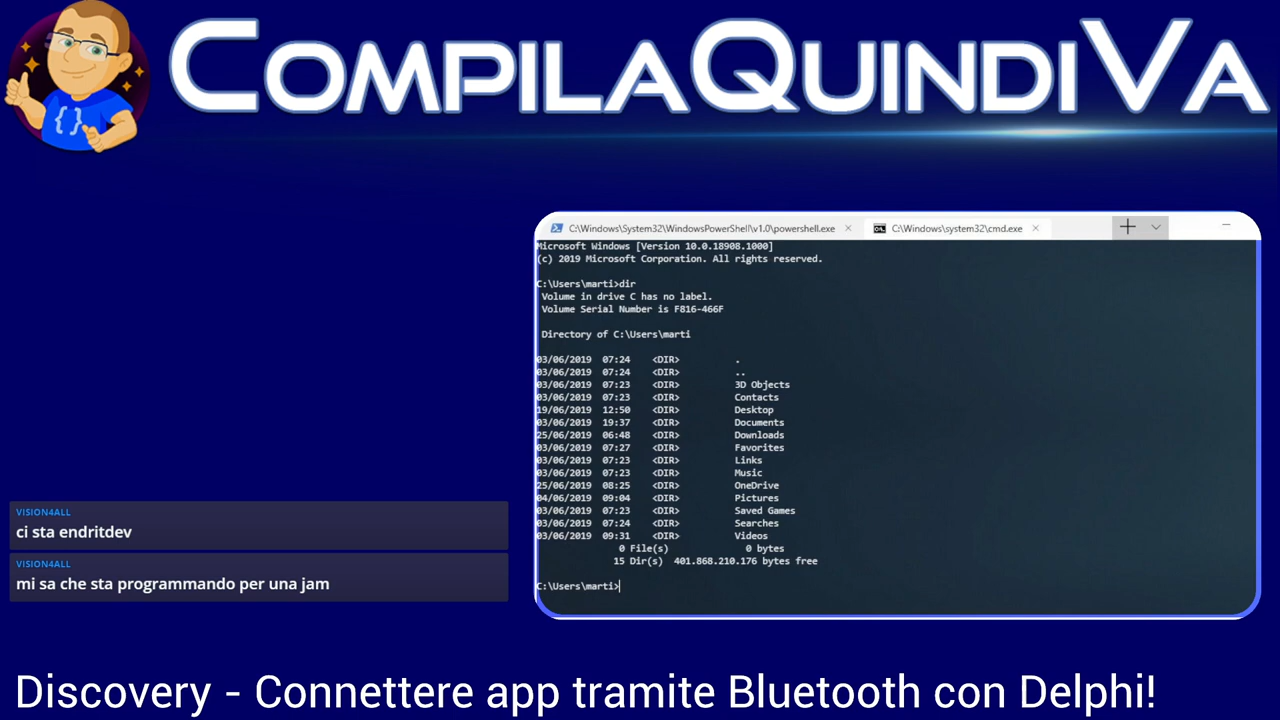 { }
CompilaQuindiVa
C:\Windows\System32\WindowsPowerShell\v1.0\powershell.exe
C:\Windows\system32\cmd.exe
Microsoft Windows [Version 10.0.18908.1000]
(c) 2019 Microsoft Corporation. All rights reserved.
C:\Users\marti>dir
Volume in drive C has no label.
Volume Serial Number is F816-466F
Directory of C:\Users\marti
03/06/2019 07:24 <DIR> .
03/06/2019 07:24 <DIR> ..
03/06/2019 07:23 <DIR> 3D Objects
03/06/2019 07:23 <DIR> Contacts
19/06/2019 12:50 <DIR> Desktop
03/06/2019 19:37 <DIR> Documents
25/06/2019 06:48 <DIR> Downloads
03/06/2019 07:27 <DIR> Favorites
03/06/2019 07:23 <DIR> Links
03/06/2019 07:23 <DIR> Music
25/06/2019 08:25 <DIR> OneDrive
04/06/2019 09:04 <DIR> Pictures
03/06/2019 07:23 <DIR> Saved Games
03/06/2019 07:24 <DIR> Searches
03/06/2019 09:31 <DIR> Videos
0 File(s) 0 bytes
15 Dir(s) 401.868.210.176 bytes free
C:\Users\marti>
VISION4ALL
ci sta endritdev
VISION4ALL
mi sa che sta programmando per una jam
Discovery - Connettere app tramite Bluetooth con Delphi!